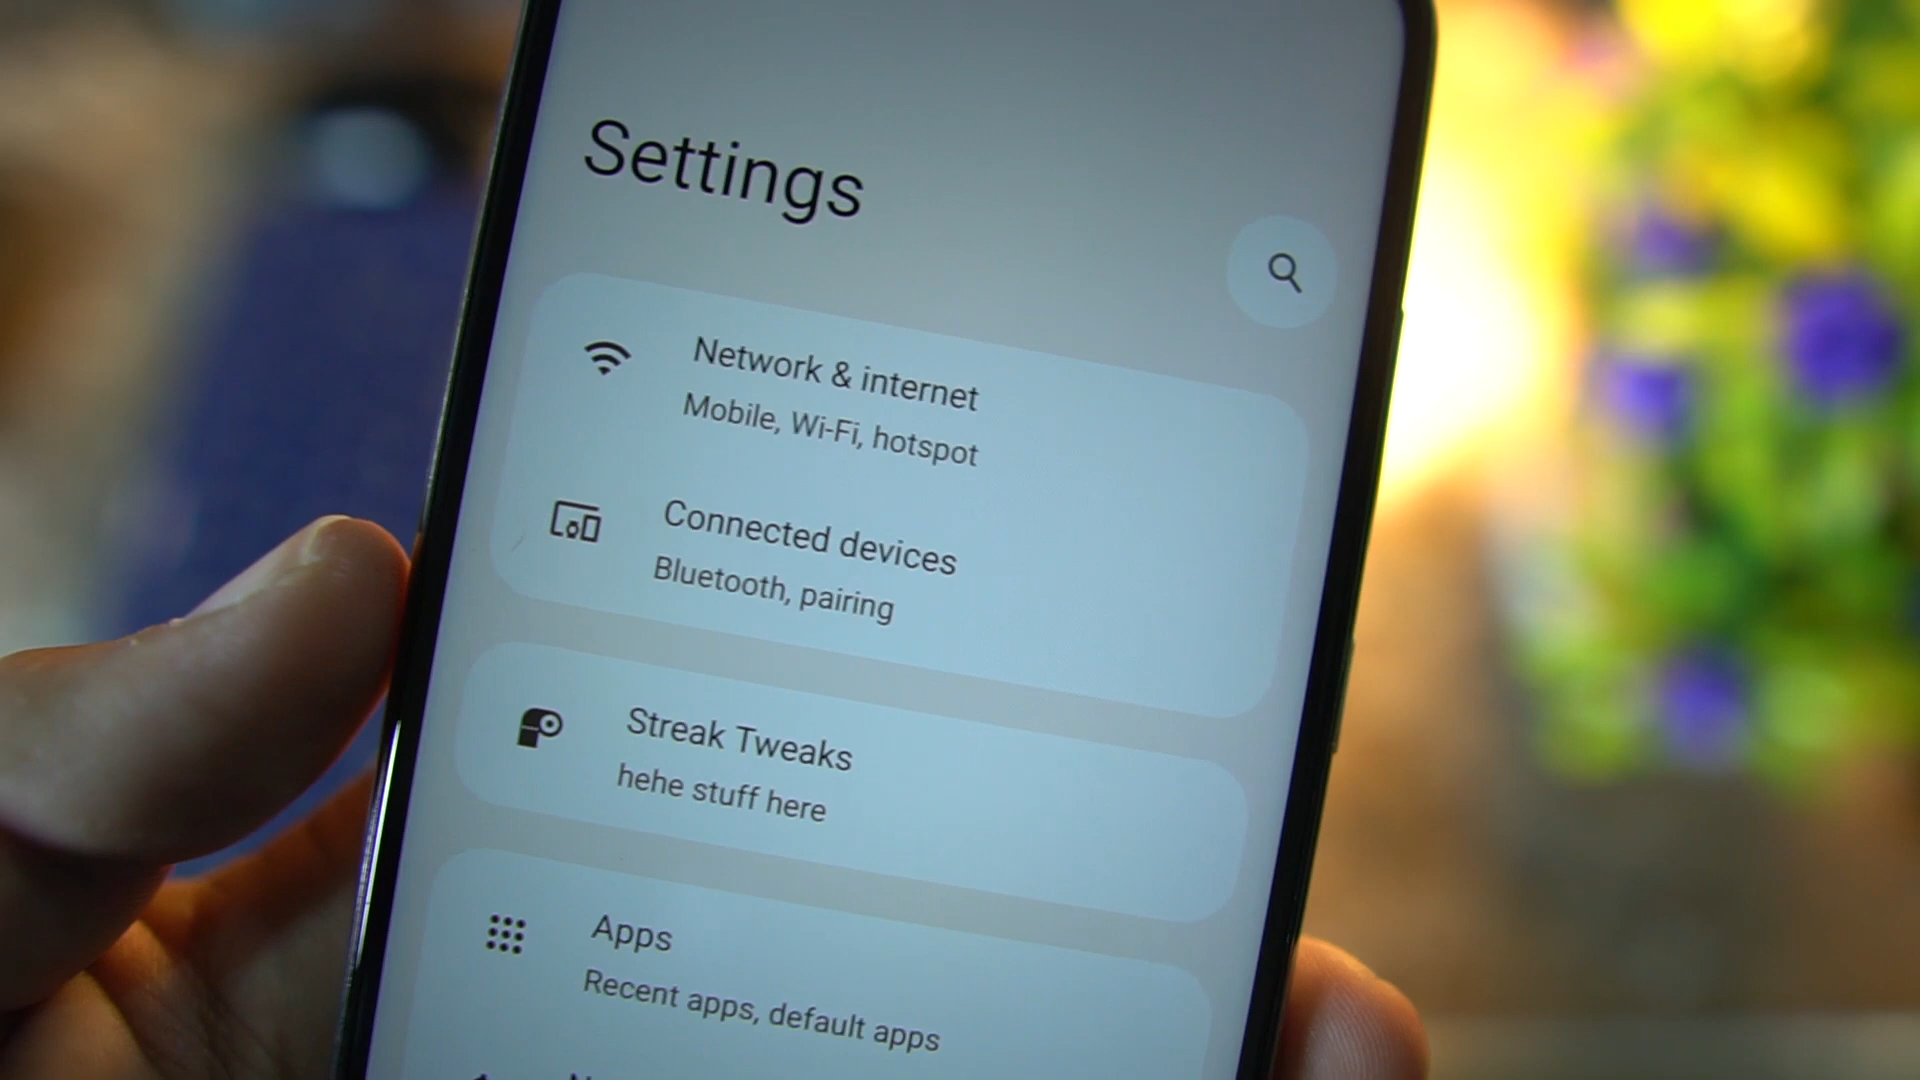 Settings
Network & internet
Mobile, Wi-Fi, hotspot
Connected devices
Bluetooth, pairing
Streak Tweaks
hehe stuff here
Apps
Recent apps, default apps